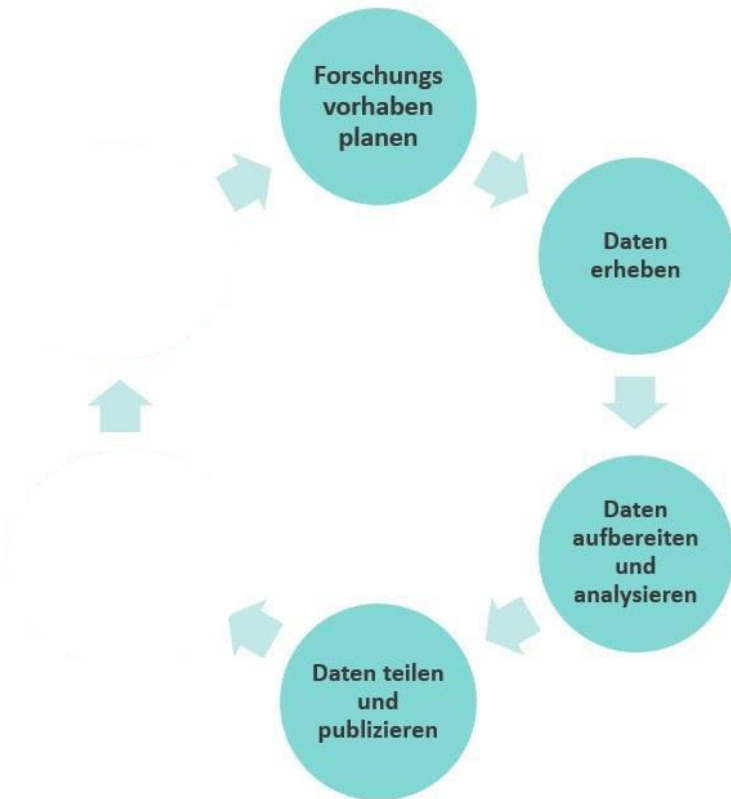 Forschungs
vorhaben
planen
Daten
erheben
Daten
aufbereiten
und
analysieren
Daten teilen
und
publizieren